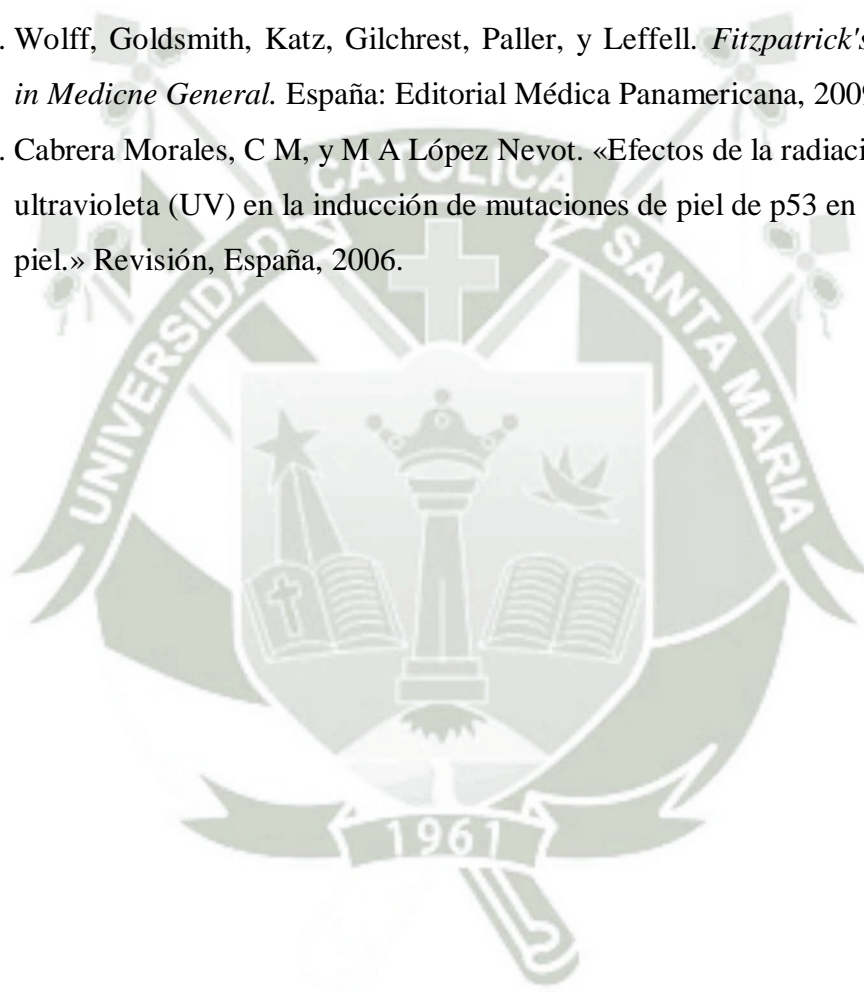 . Wolff, Goldsmith, Katz, Gilchrest, Paller, y Leffell. Fitzpatrick's
in Medicne General. España: Editorial Médica Panamericana, 2009
. Cabrera Morales, C M, y M A López Nevot. «Efectos de la radiaci
ultravioleta (UV) en la inducción de mutaciones de piel de p53 en
piel.» Revisión, España, 2006.
UNIVERSIDAD CATOLICA SANTA MARIA
1961